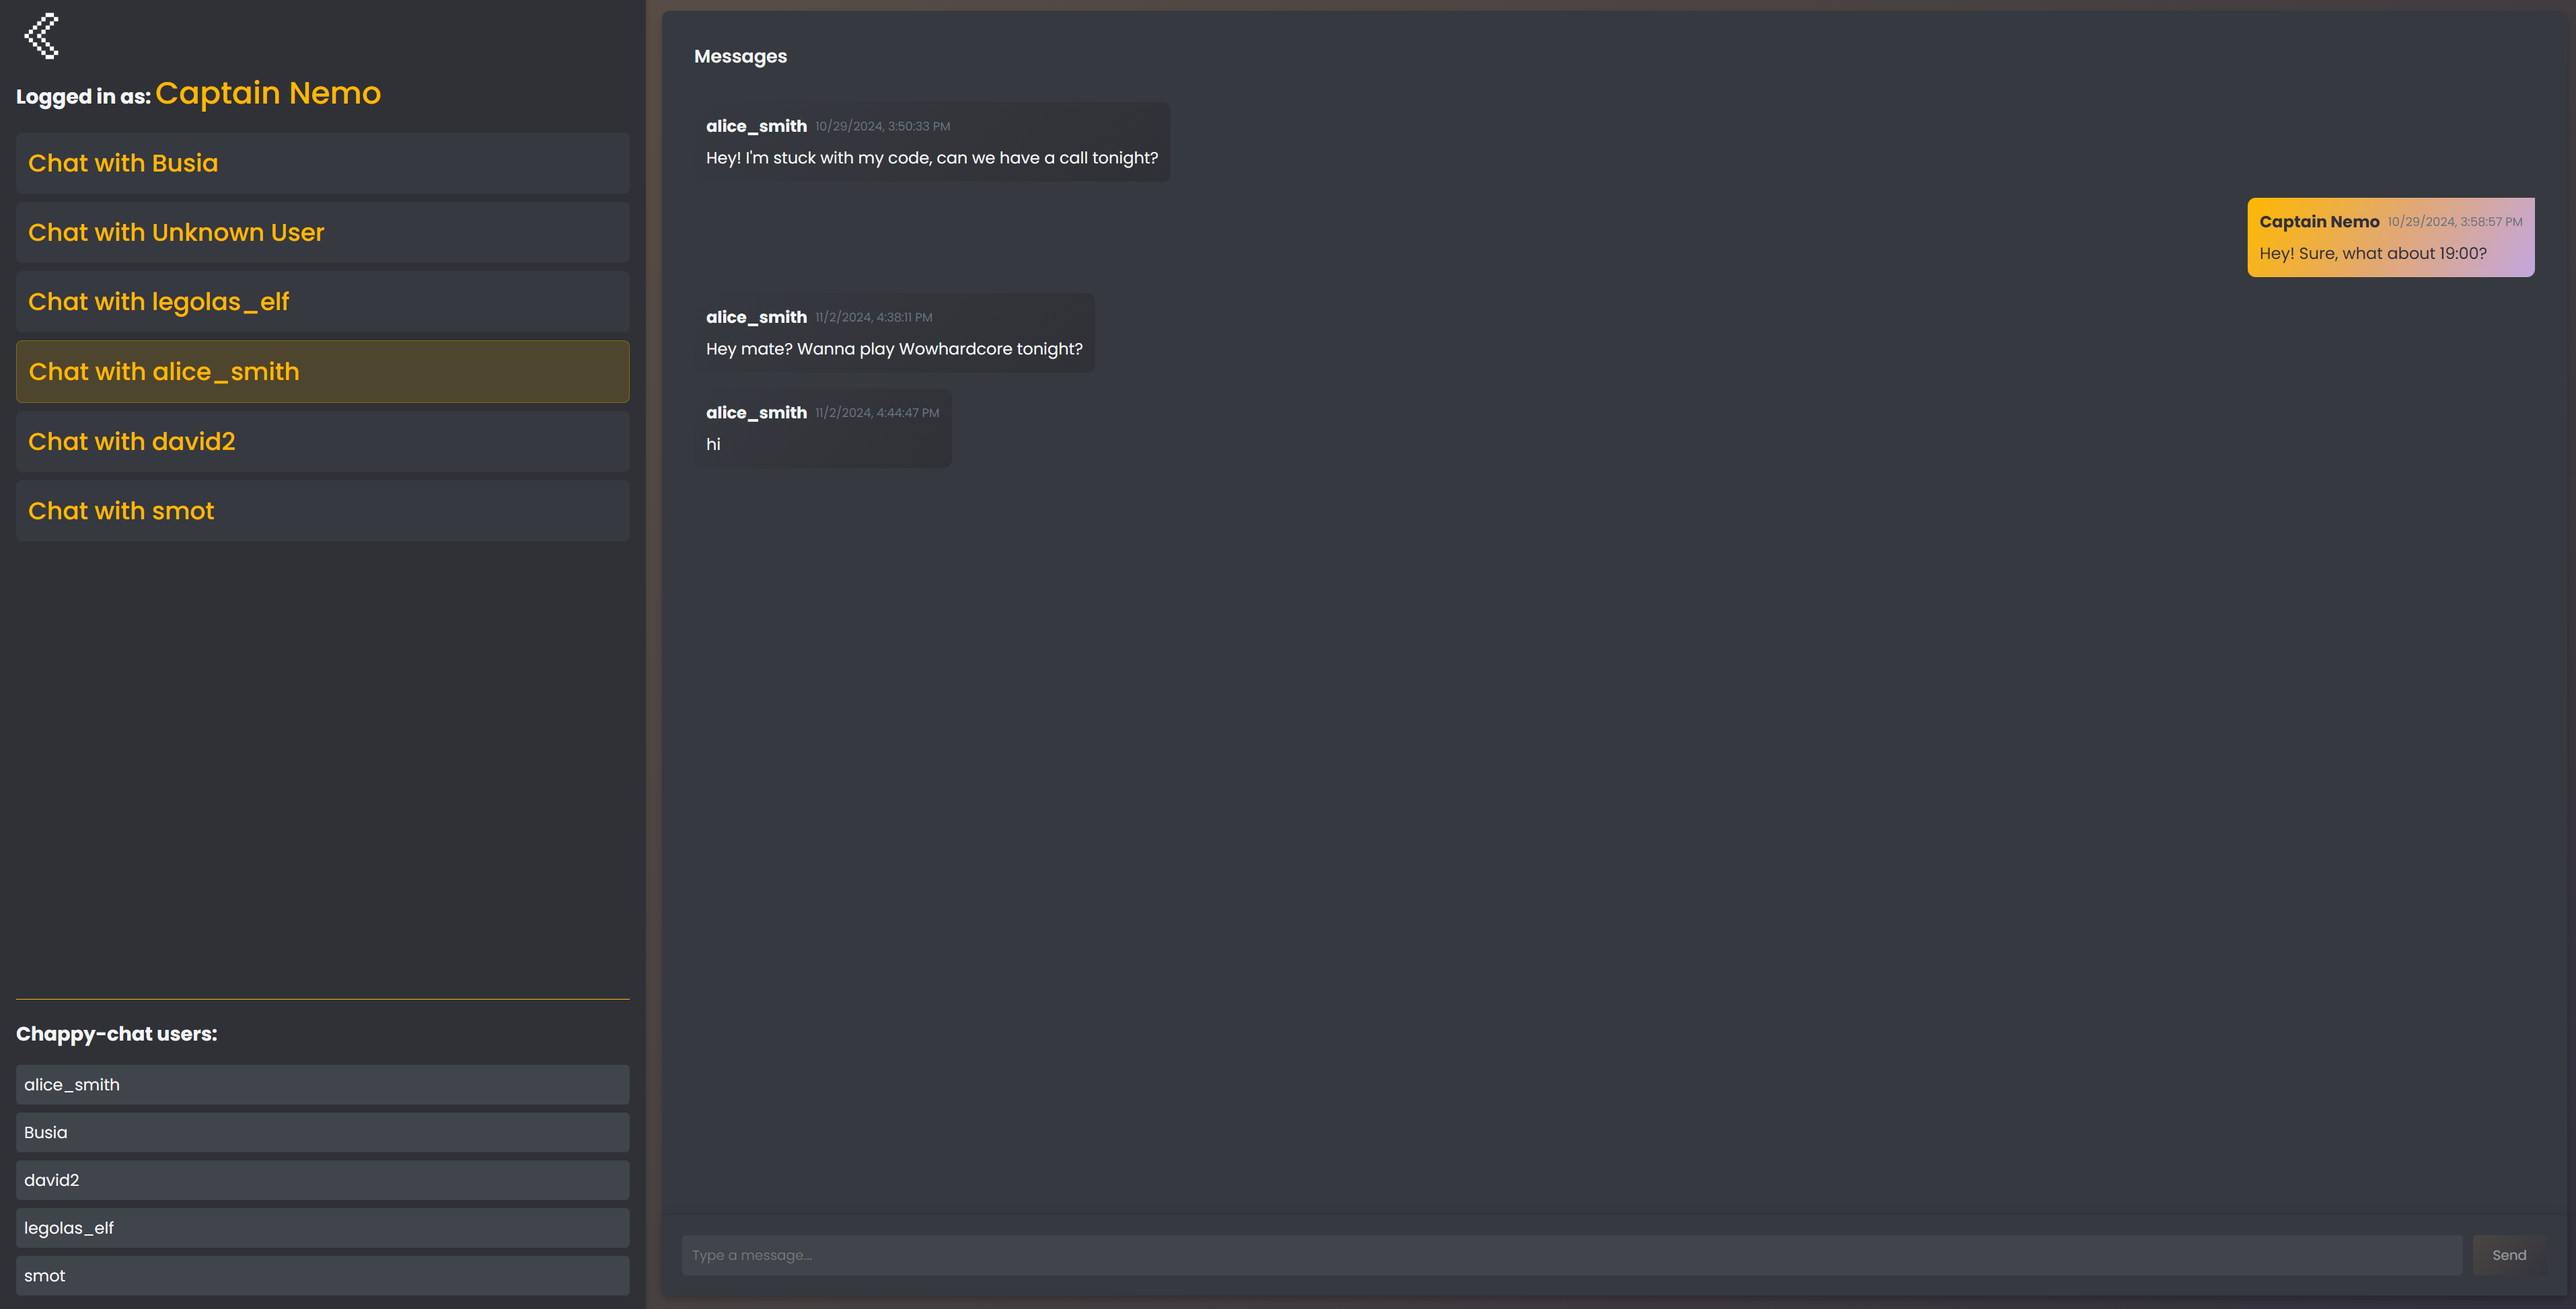 Logged in as: Captain Nemo
Chat with Busia
Chat with Unknown User
Chat with legolas_elf
Chat with alice_smith
Chat with david2
Chat with smot
Chappy-chat users:
alice_smith
Busia
david2
legolas_elf
smot
Messages
alice_smith 10/29/2024, 3:50:33 PM
Hey! I'm stuck with my code, can we have a call tonight?
Captain Nemo 10/29/2024, 3:58:57 PM
Hey! Sure, what about 19:00?
alice_smith 11/2/2024, 4:38:11 PM
Hey mate? Wanna play Wowhardcore tonight?
alice_smith 11/2/2024, 4:44:47 PM
hi
Type a message...
Send